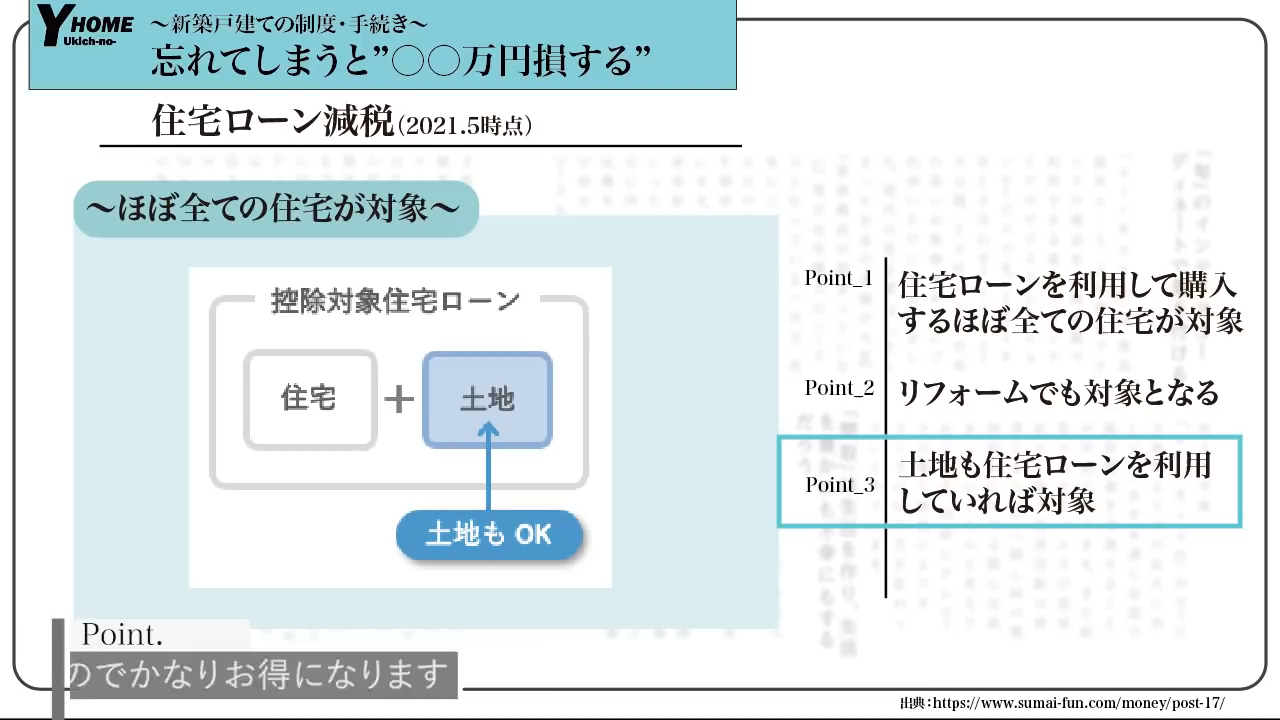 YHOME
Ukich-no-
～新築戸建ての制度・手続き～
忘れてしまうと”〇〇万円損する”
住宅ローン減税（2021.5時点）
～ほぼ全ての住宅が対象～
控除対象住宅ローン
住宅
+
土地
土地も OK
Point_1
住宅ローンを利用して購入
するほぼ全ての住宅が対象
Point_2
リフォームでも対象となる
Point_3
土地も住宅ローンを利用
していれば対象
Point.
のでかなりお得になります
出典：https://www.sumai-fun.com/money/post-17/